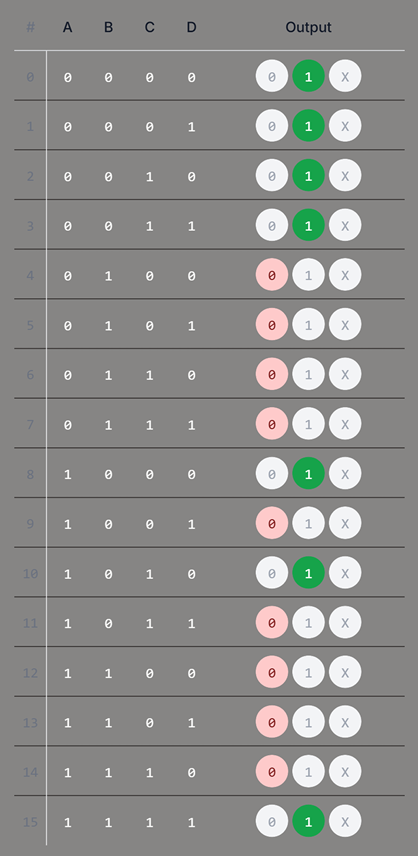 # A B C D Output
0 0 0 0 0 0 1 X
1 0 0 0 1 0 1 X
2 0 0 1 0 0 1 X
3 0 0 1 1 0 1 X
4 0 1 0 0 0 1 X
5 0 1 0 1 0 1 X
6 0 1 1 0 0 1 X
7 0 1 1 1 0 1 X
8 1 0 0 0 0 1 X
9 1 0 0 1 0 1 X
10 1 0 1 0 0 1 X
11 1 0 1 1 0 1 X
12 1 1 0 0 0 1 X
13 1 1 0 1 0 1 X
14 1 1 1 0 0 1 X
15 1 1 1 1 0 1 X